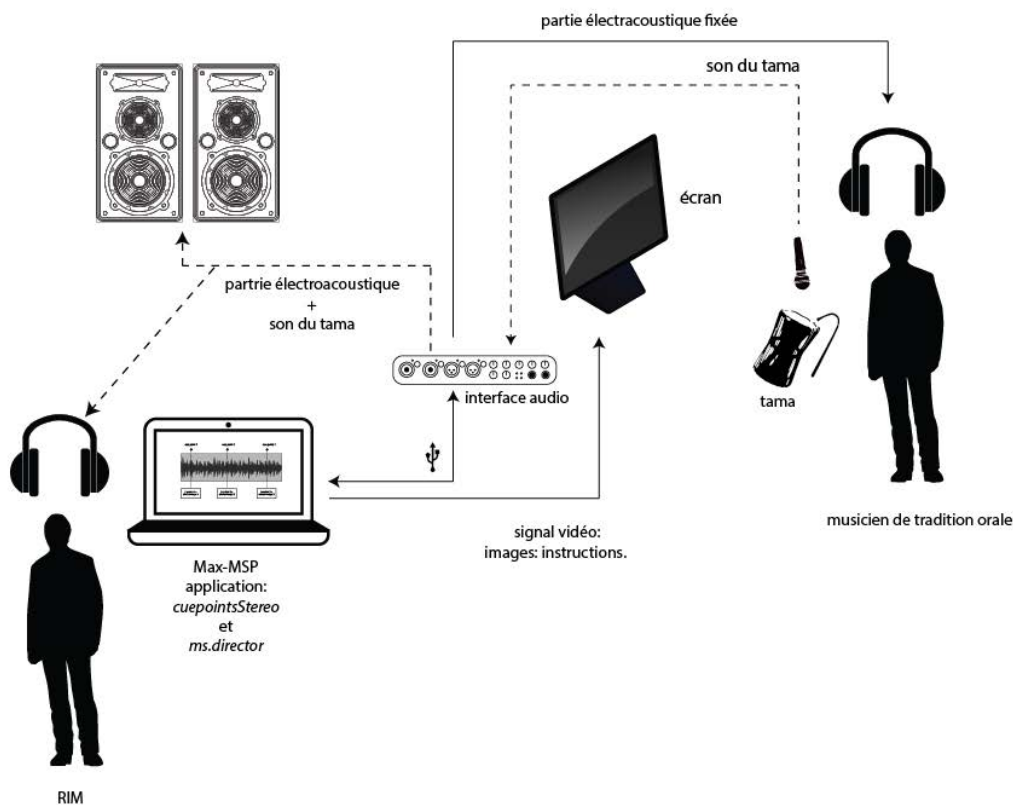 partie électracoustique fixée
son du tama
écran
partrie électroacoustique
+
son du tama
interface audio
tama
musicien de tradition orale
signal vidéo:
images: instructions.
Max-MSP
application:
cuepointsStereo
et
ms.director
RIM